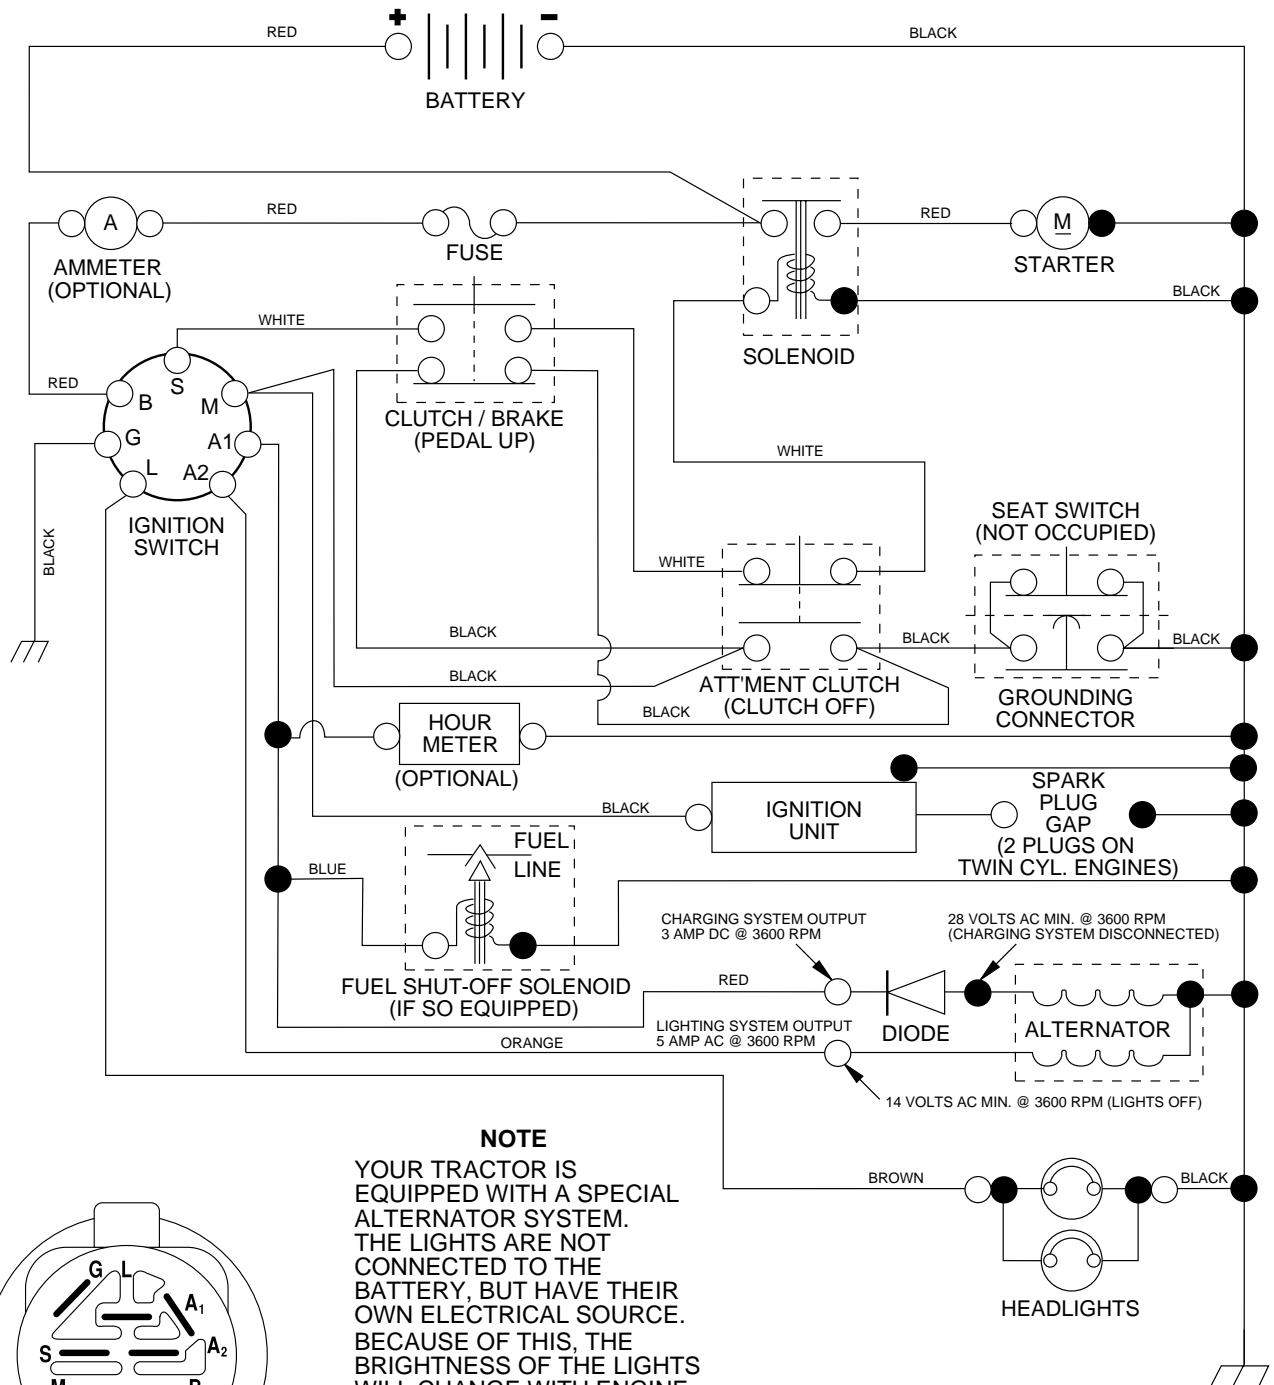 + -
RED
BLACK
BATTERY
RED
RED
A
M
FUSE
AMMETER
(OPTIONAL)
STARTER
BLACK
WHITE
SOLENOID
RED
S
B
M
CLUTCH / BRAKE
(PEDAL UP)
G
A1
WHITE
L
A2
IGNITION
SWITCH
BLACK
SEAT SWITCH
(NOT OCCUPIED)
WHITE
BLACK
BLACK
BLACK
BLACK
ATT'MENT CLUTCH
(CLUTCH OFF)
BLACK
GROUNDING
CONNECTOR
HOUR
METER
(OPTIONAL)
BLACK
IGNITION
UNIT
SPARK
PLUG
GAP
(2 PLUGS ON
TWIN CYL. ENGINES)
FUEL
LINE
BLUE
CHARGING SYSTEM OUTPUT
3 AMP DC @ 3600 RPM
28 VOLTS AC MIN. @ 3600 RPM
(CHARGING SYSTEM DISCONNECTED)
FUEL SHUT-OFF SOLENOID
(IF SO EQUIPPED)
RED
DIODE
ALTERNATOR
LIGHTING SYSTEM OUTPUT
5 AMP AC @ 3600 RPM
ORANGE
14 VOLTS AC MIN. @ 3600 RPM (LIGHTS OFF)
NOTE
YOUR TRACTOR IS
EQUIPPED WITH A SPECIAL
ALTERNATOR SYSTEM.
THE LIGHTS ARE NOT
CONNECTED TO THE
BATTERY, BUT HAVE THEIR
OWN ELECTRICAL SOURCE.
BECAUSE OF THIS, THE
BRIGHTNESS OF THE LIGHTS
WILL CHANGE WITH ENGINE
BROWN
BLACK
HEADLIGHTS
G L
A1
S
A2
M
B